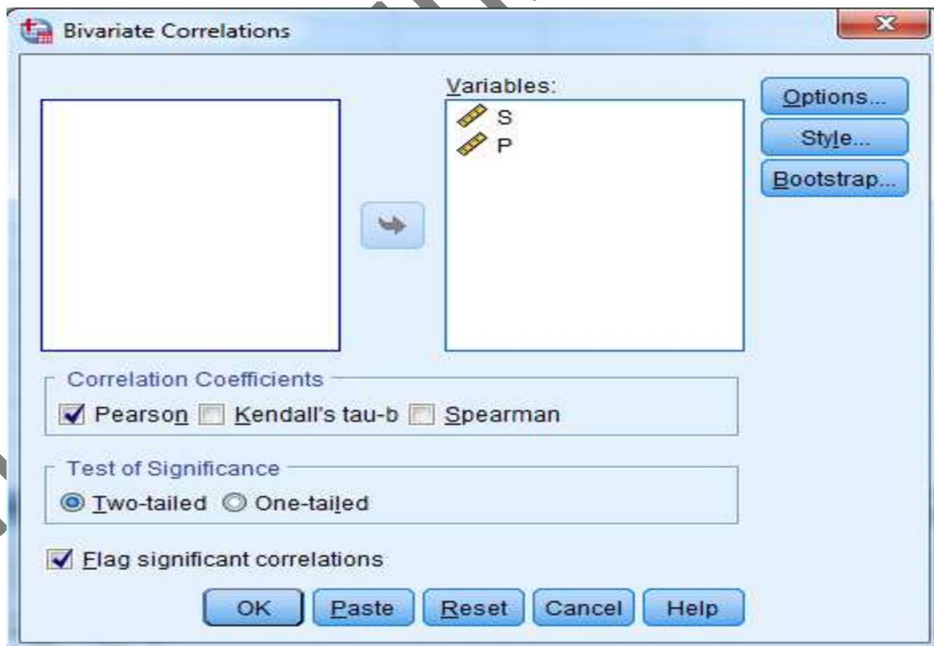 Bivariate Correlations
Variables:
S
P
Options...
Style...
Bootstrap...
Correlation Coefficients
Pearson Kendall's tau-b Spearman
Test of Significance
Two-tailed One-tailed
Flag significant correlations
OK Paste Reset Cancel Help